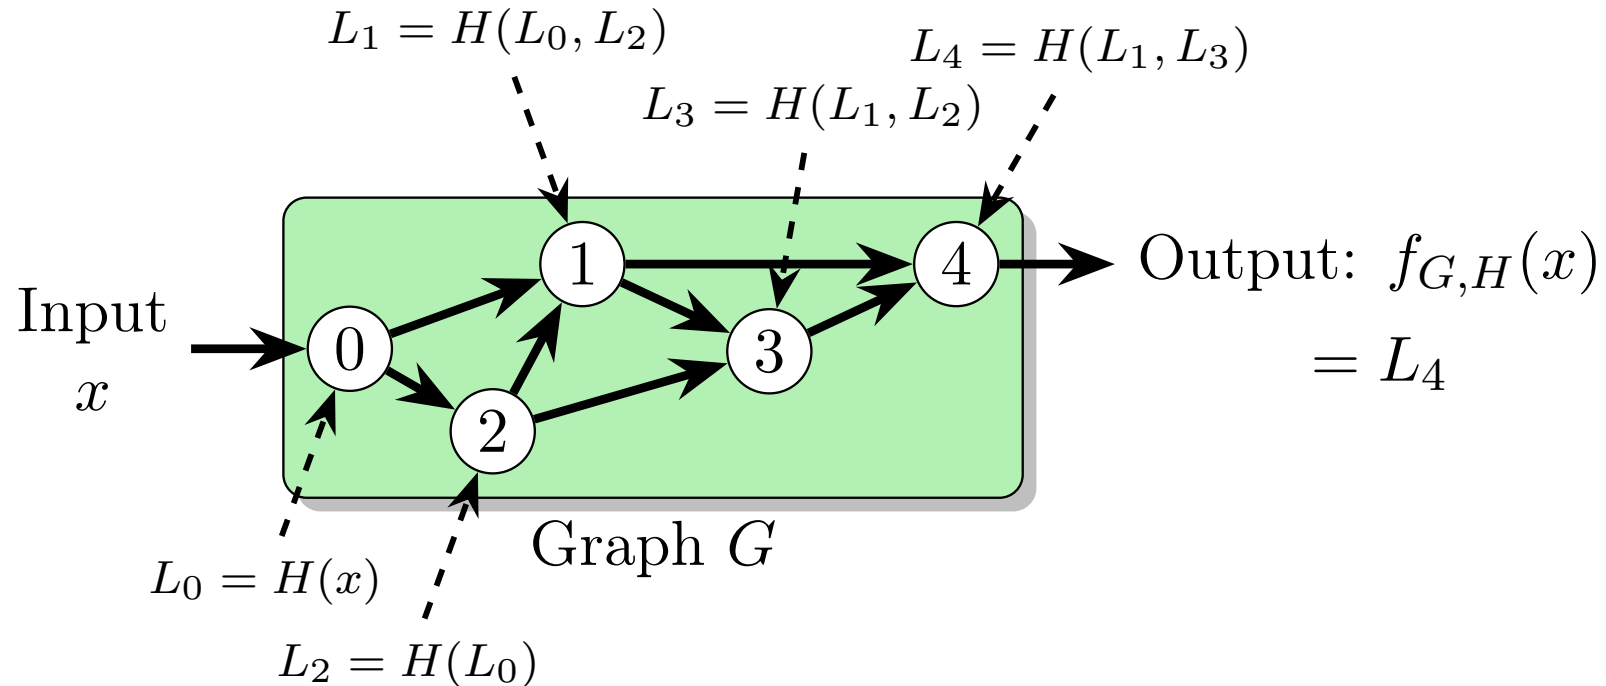 L₁ = H(L₀, L₂)
L₄ = H(L₁, L₃)
L₃ = H(L₁, L₂)
Input
x
0
1
2
3
4
Output: f_{G,H}(x)
= L₄
Graph G
L₀ = H(x)
L₂ = H(L₀)